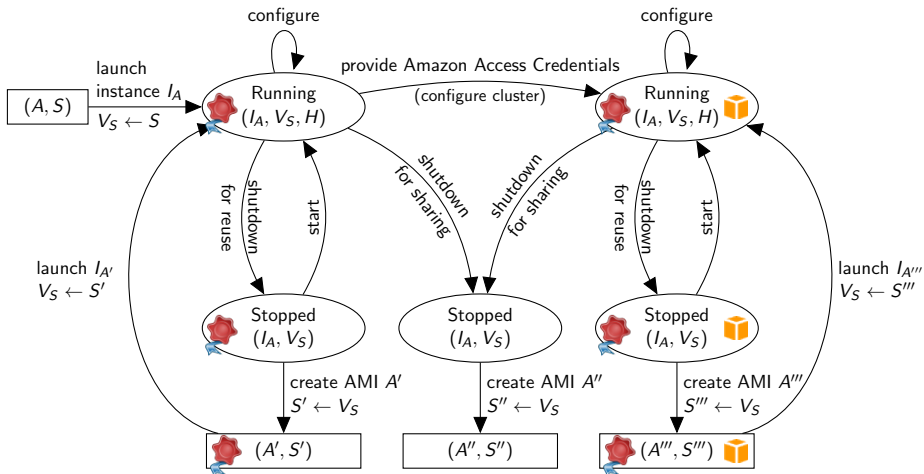 configure
configure
launch
instance I_A
V_S ← S
(A, S)
Running
(I_A, V_S, H)
provide Amazon Access Credentials
(configure cluster)
Running
(I_A, V_S, H)
shutdown
for reuse
start
shutdown
for sharing
shutdown
for sharing
shutdown
for reuse
start
launch I_A′
V_S ← S′
launch I_A‴
V_S ← S‴
Stopped
(I_A, V_S)
Stopped
(I_A, V_S)
Stopped
(I_A, V_S)
create AMI A′
S′ ← V_S
create AMI A″
S″ ← V_S
create AMI A‴
S‴ ← V_S
(A′, S′)
(A″, S″)
(A‴, S‴)